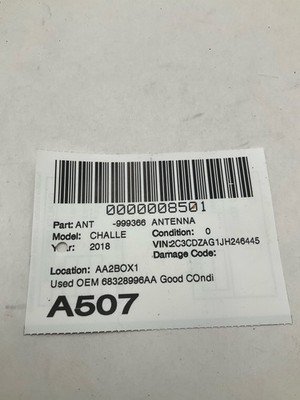 0000008501
Part: ANT -999366 ANTENNA
Model: CHALLE Condition: 0
Year: 2018 VIN:2C3CDZAG1JH246445
Damage Code:
Location: AA2BOX1
Used OEM 68328996AA Good COndi
A507